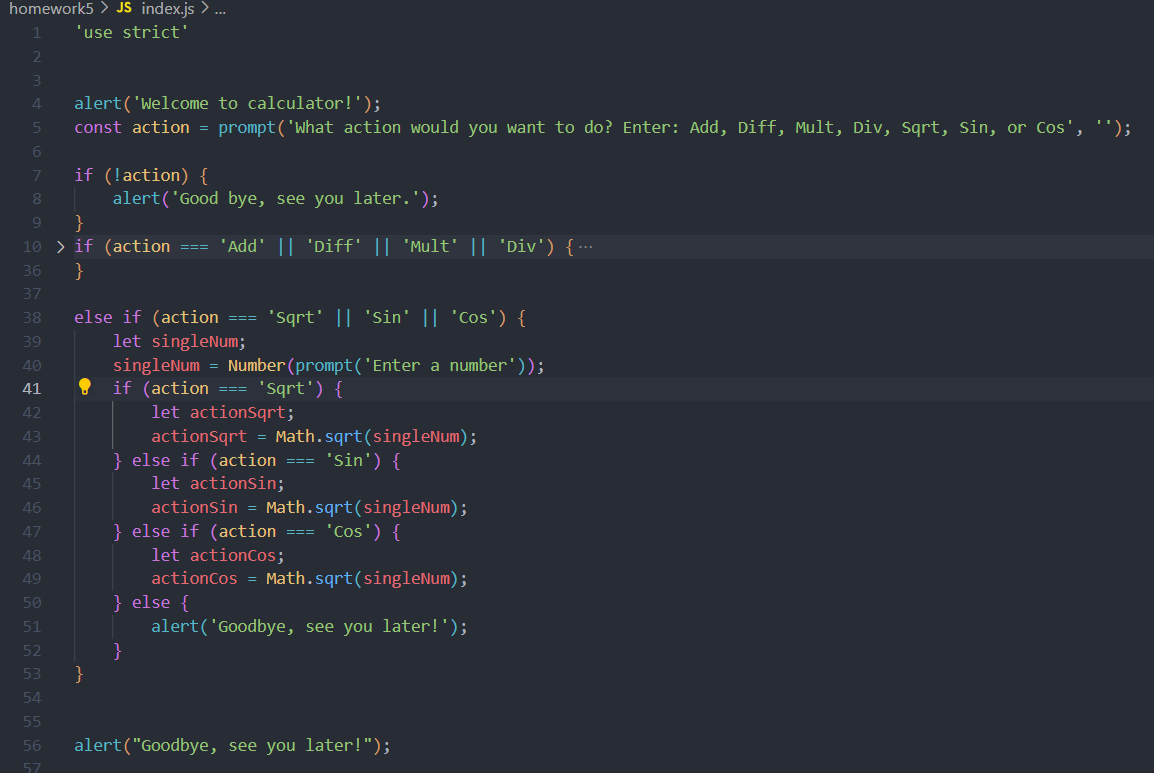 homework5 > JS index.js > ...
1 'use strict'
2
3
4 alert('Welcome to calculator!');
5 const action = prompt('What action would you want to do? Enter: Add, Diff, Mult, Div, Sqrt, Sin, or Cos', '');
6
7 if (!action) {
8     alert('Good bye, see you later.');
9 }
10 > if (action === 'Add' || 'Diff' || 'Mult' || 'Div') { ···
36 }
37
38 else if (action === 'Sqrt' || 'Sin' || 'Cos') {
39     let singleNum;
40     singleNum = Number(prompt('Enter a number'));
41     if (action === 'Sqrt') {
42         let actionSqrt;
43         actionSqrt = Math.sqrt(singleNum);
44     } else if (action === 'Sin') {
45         let actionSin;
46         actionSin = Math.sqrt(singleNum);
47     } else if (action === 'Cos') {
48         let actionCos;
49         actionCos = Math.sqrt(singleNum);
50     } else {
51         alert('Goodbye, see you later!');
52     }
53 }
54
55
56 alert("Goodbye, see you later!");
57